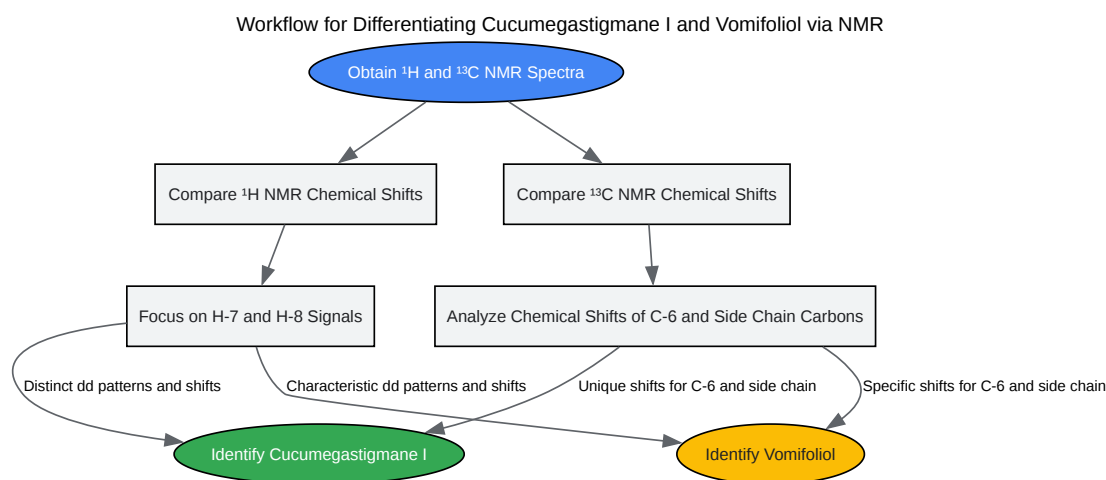 Workflow for Differentiating Cucumegastigmane I and Vomifoliol via NMR
Obtain ¹H and ¹³C NMR Spectra
Compare ¹H NMR Chemical Shifts
Compare ¹³C NMR Chemical Shifts
Focus on H-7 and H-8 Signals
Analyze Chemical Shifts of C-6 and Side Chain Carbons
Distinct dd patterns and shifts
Characteristic dd patterns and shifts
Unique shifts for C-6 and side chain
Specific shifts for C-6 and side chain
Identify Cucumegastigmane I
Identify Vomifoliol